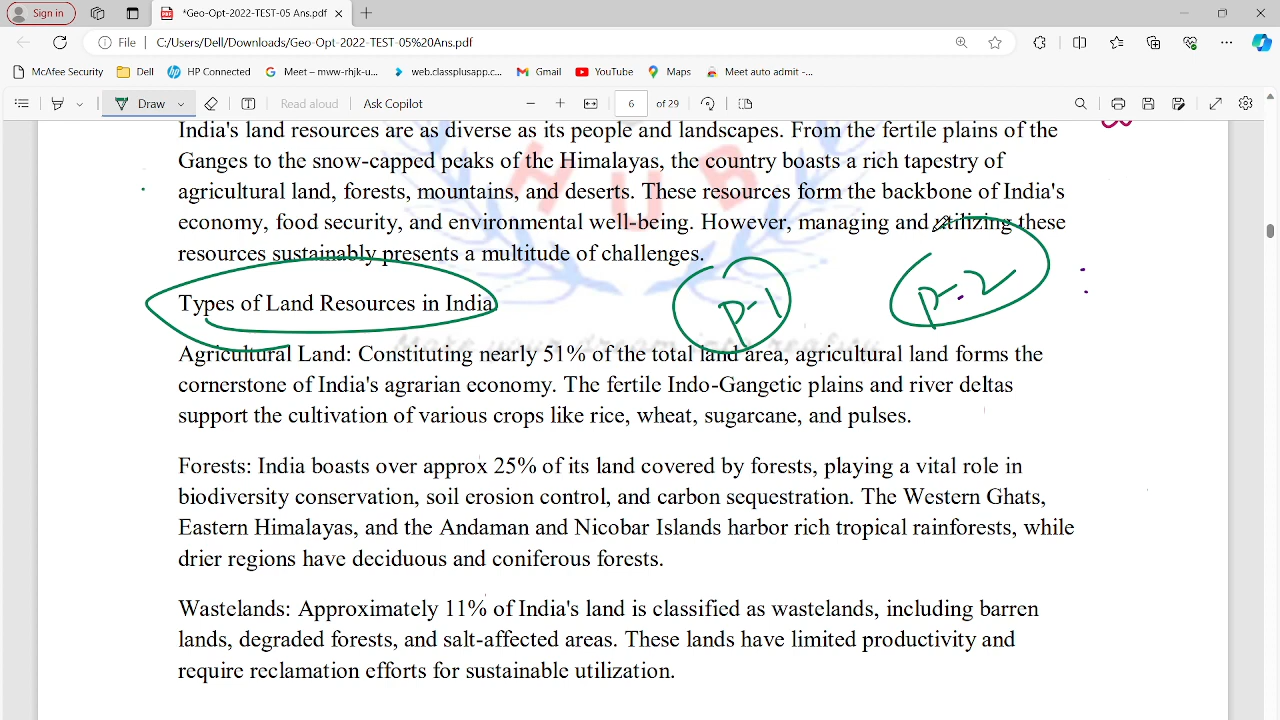 Sign in
*Geo-Opt-2022-TEST-05 Ans.pdf
File C:/Users/Dell/Downloads/Geo-Opt-2022-TEST-05%20Ans.pdf
McAfee Security Dell HP Connected Meet – mvw-rhjk-u... web.classplusapp.c... Gmail YouTube Maps Meet auto admit -...
Draw Read aloud Ask Copilot 6 of 29
India's land resources are as diverse as its people and landscapes. From the fertile plains of the
Ganges to the snow-capped peaks of the Himalayas, the country boasts a rich tapestry of
agricultural land, forests, mountains, and deserts. These resources form the backbone of India's
economy, food security, and environmental well-being. However, managing and utilizing these
resources sustainably presents a multitude of challenges.
HUB
Types of Land Resources in India
P-1
P-2
Make your dream into reality
Agricultural Land: Constituting nearly 51% of the total land area, agricultural land forms the
cornerstone of India's agrarian economy. The fertile Indo-Gangetic plains and river deltas
support the cultivation of various crops like rice, wheat, sugarcane, and pulses.
Forests: India boasts over approx 25% of its land covered by forests, playing a vital role in
biodiversity conservation, soil erosion control, and carbon sequestration. The Western Ghats,
Eastern Himalayas, and the Andaman and Nicobar Islands harbor rich tropical rainforests, while
drier regions have deciduous and coniferous forests.
Wastelands: Approximately 11% of India's land is classified as wastelands, including barren
lands, degraded forests, and salt-affected areas. These lands have limited productivity and
require reclamation efforts for sustainable utilization.